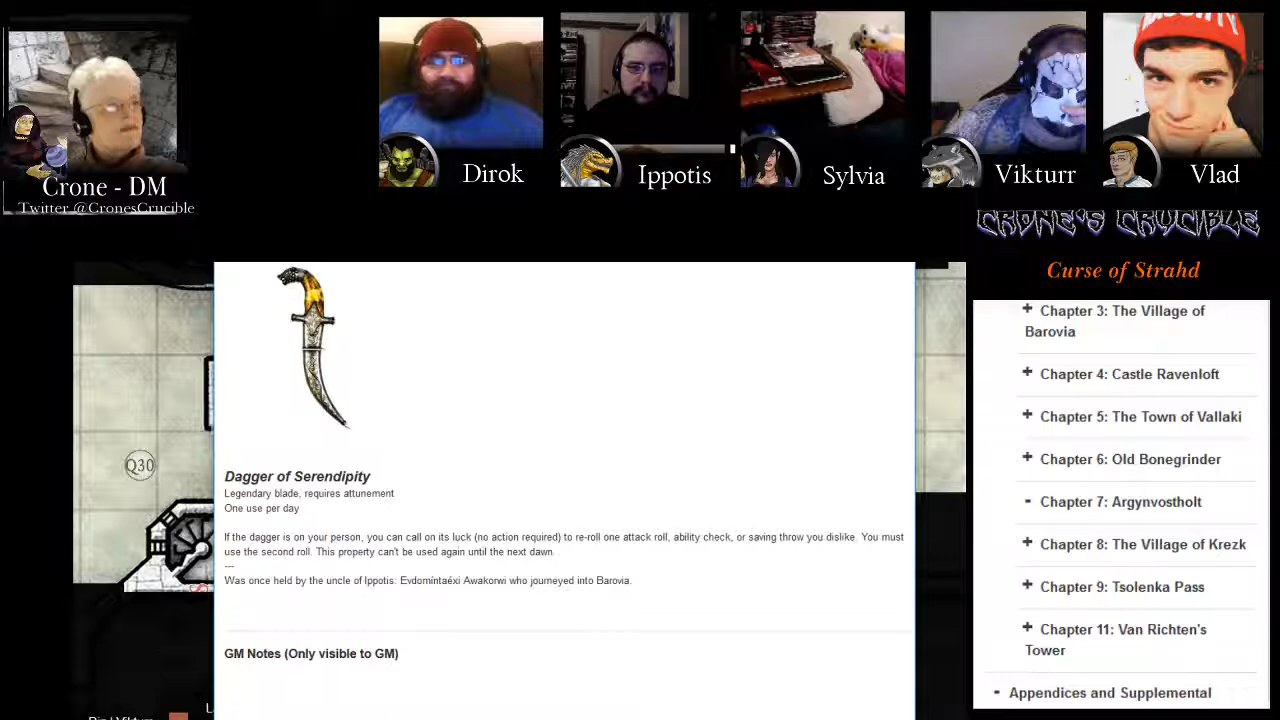 Crone - DM
Twitter @CronesCrucible
Dirok
Ippotis
Sylvia
Vikturr
Vlad
CRONE'S CRUCIBLE
Curse of Strahd
+ Chapter 3: The Village of
Barovia
+ Chapter 4: Castle Ravenloft
+ Chapter 5: The Town of Vallaki
+ Chapter 6: Old Bonegrinder
- Chapter 7: Argynvostholt
+ Chapter 8: The Village of Krezk
+ Chapter 9: Tsolenka Pass
+ Chapter 11: Van Richten's
Tower
- Appendices and Supplemental
Q30
Dagger of Serendipity
Legendary blade, requires attunement
One use per day
If the dagger is on your person, you can call on its luck (no action required) to re-roll one attack roll, ability check, or saving throw you dislike. You must
use the second roll. This property can't be used again until the next dawn.
---
Was once held by the uncle of Ippotis: Evdomintaéxi Awakorwi who journeyed into Barovia.
GM Notes (Only visible to GM)